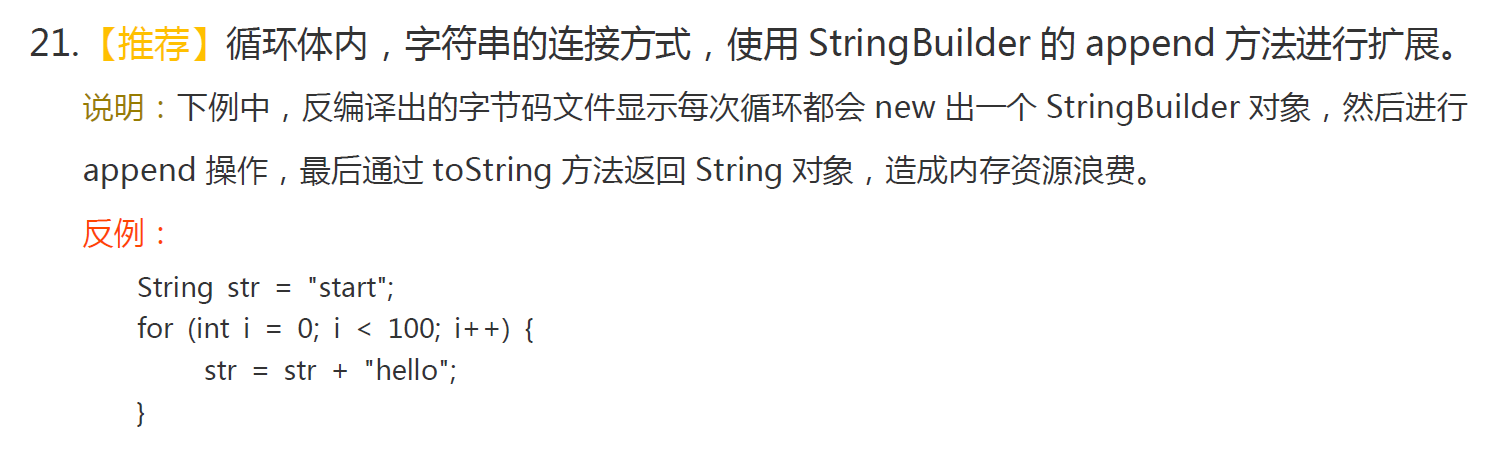 21.【推荐】循环体内，字符串的连接方式，使用 StringBuilder 的 append 方法进行扩展。
说明：下例中，反编译出的字节码文件显示每次循环都会 new 出一个 StringBuilder 对象，然后进行
append 操作，最后通过 toString 方法返回 String 对象，造成内存资源浪费。
反例：
String str = "start";
for (int i = 0; i < 100; i++) {
str = str + "hello";
}